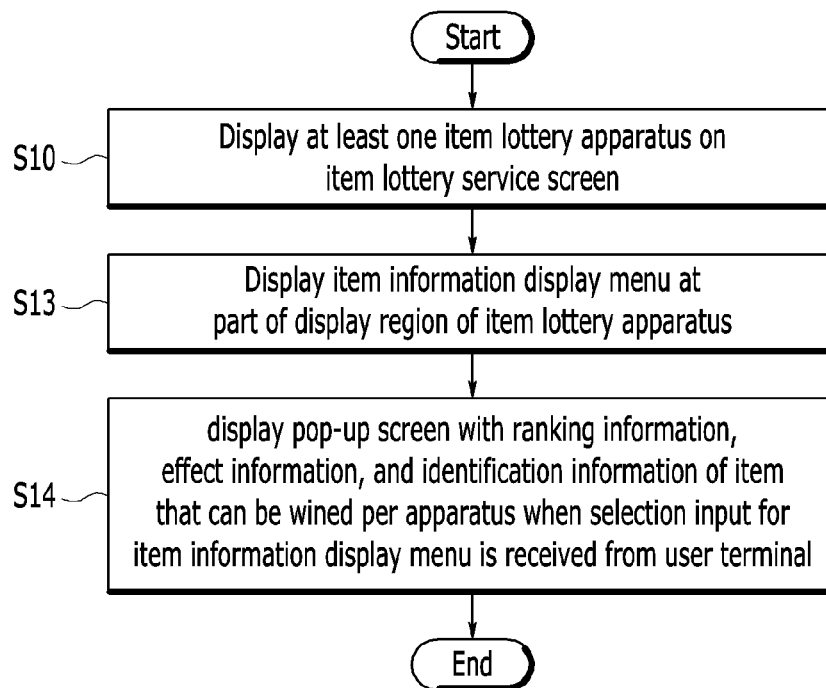 Start
S10
Display at least one item lottery apparatus on
item lottery service screen
S13
Display item information display menu at
part of display region of item lottery apparatus
S14
display pop-up screen with ranking information,
effect information, and identification information of item
that can be wined per apparatus when selection input for
item information display menu is received from user terminal
End